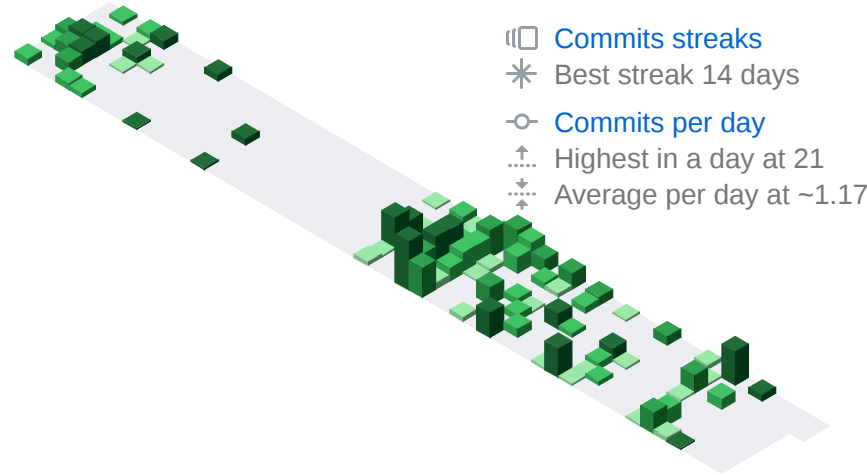 Commits streaks
Best streak 14 days
Commits per day
Highest in a day at 21
Average per day at ~1.17